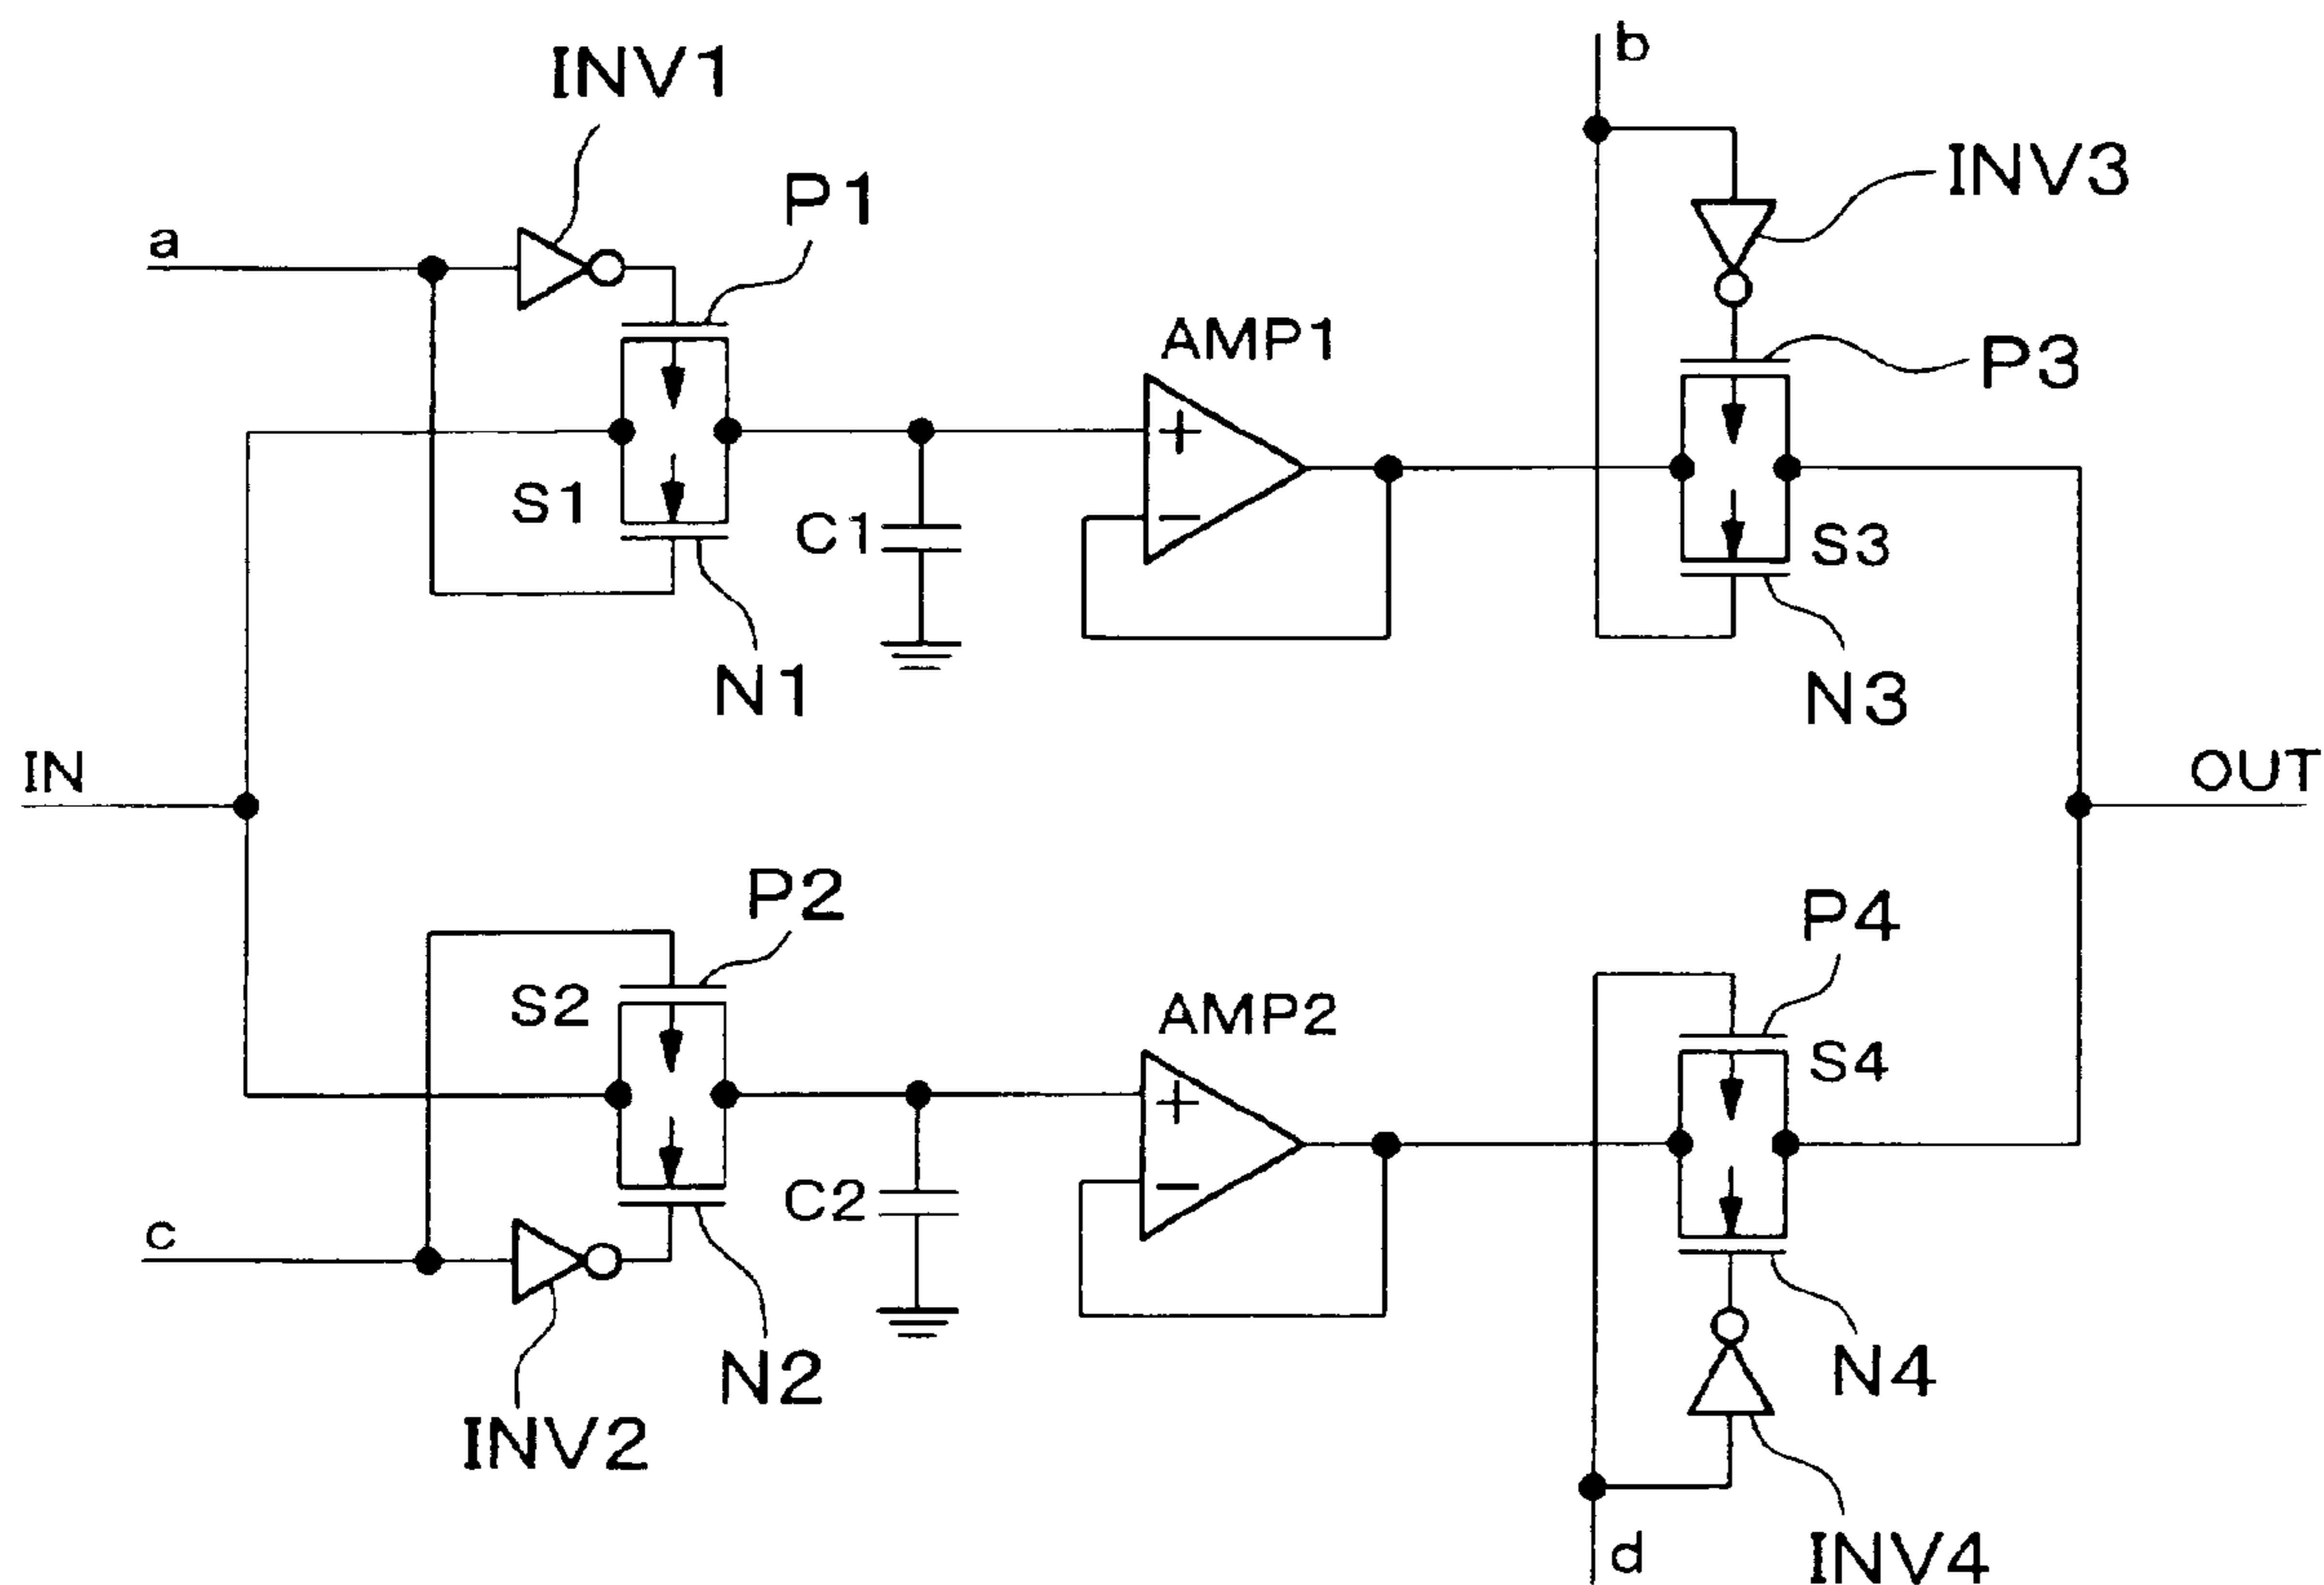 b
INV1
INV3
P1
a
AMP1
P3
+
S1
C1
−
S3
N1
N3
IN
OUT
P2
P4
S2
AMP2
S4
+
C2
−
c
N2
N4
INV2
d
INV4